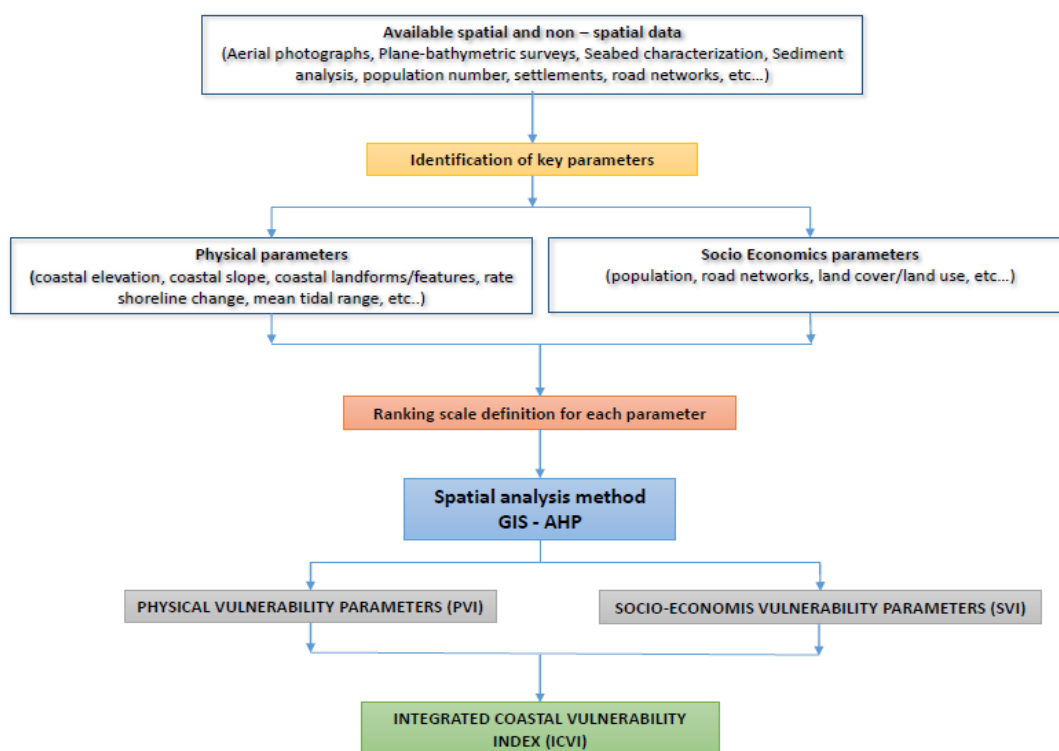 Available spatial and non – spatial data
(Aerial photographs, Plane-bathymetric surveys, Seabed characterization, Sediment
analysis, population number, settlements, road networks, etc...)
Identification of key parameters
Physical parameters
(coastal elevation, coastal slope, coastal landforms/features, rate
shoreline change, mean tidal range, etc..)
Socio Economics parameters
(population, road networks, land cover/land use, etc...)
Ranking scale definition for each parameter
Spatial analysis method
GIS - AHP
PHYSICAL VULNERABILITY PARAMETERS (PVI)
SOCIO-ECONOMIS VULNERABILITY PARAMETERS (SVI)
INTEGRATED COASTAL VULNERABILITY
INDEX (ICVI)